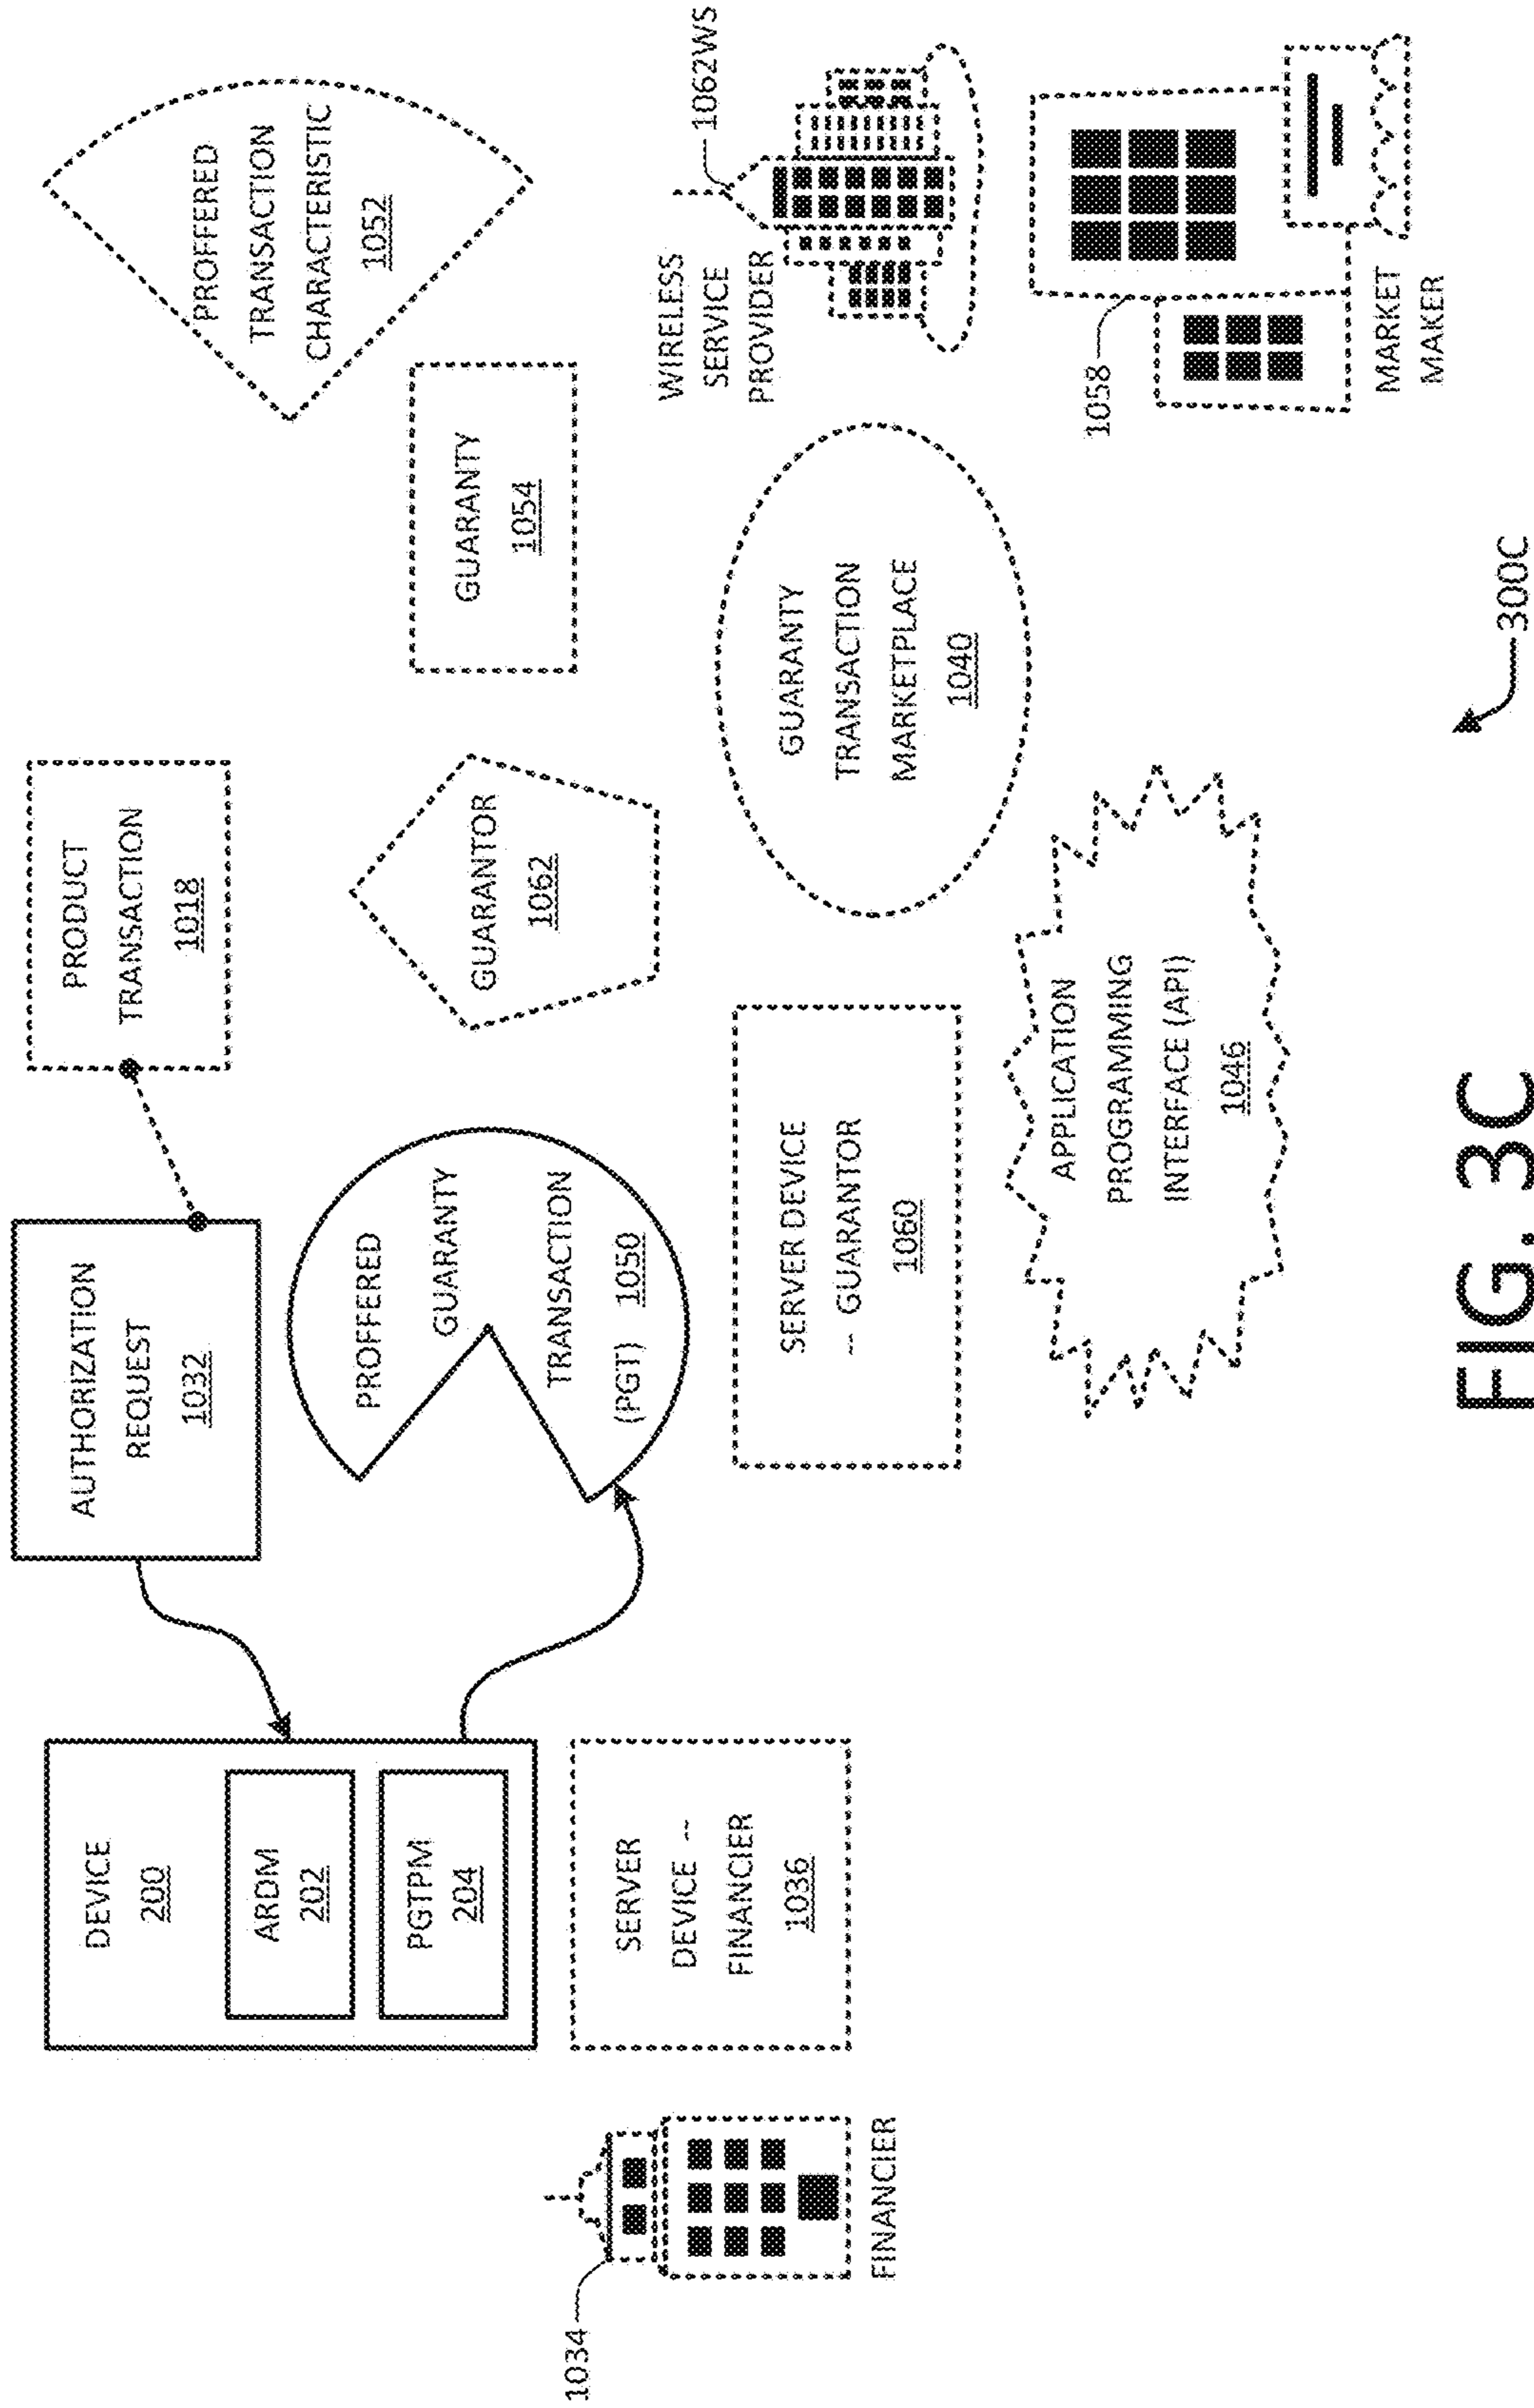 DEVICE
200
ARDM
202
PGTPM
204
AUTHORIZATION
REQUEST
1032
PRODUCT
TRANSACTION
1018
PROFFERED
TRANSACTION
CHARACTERISTIC
1052
PROFFERED
GUARANTY
TRANSACTION
(PGT) 1050
GUARANTOR
1062
GUARANTY
1054
1034
FINANCIER
SERVER
DEVICE --
FINANCIER
1036
SERVER DEVICE
-- GUARANTOR
1060
GUARANTY
TRANSACTION
MARKETPLACE
1040
WIRELESS
SERVICE
PROVIDER
1062WS
APPLICATION
PROGRAMMING
INTERFACE (API)
1046
1058
MARKET
MAKER
300C
FIG. 3C